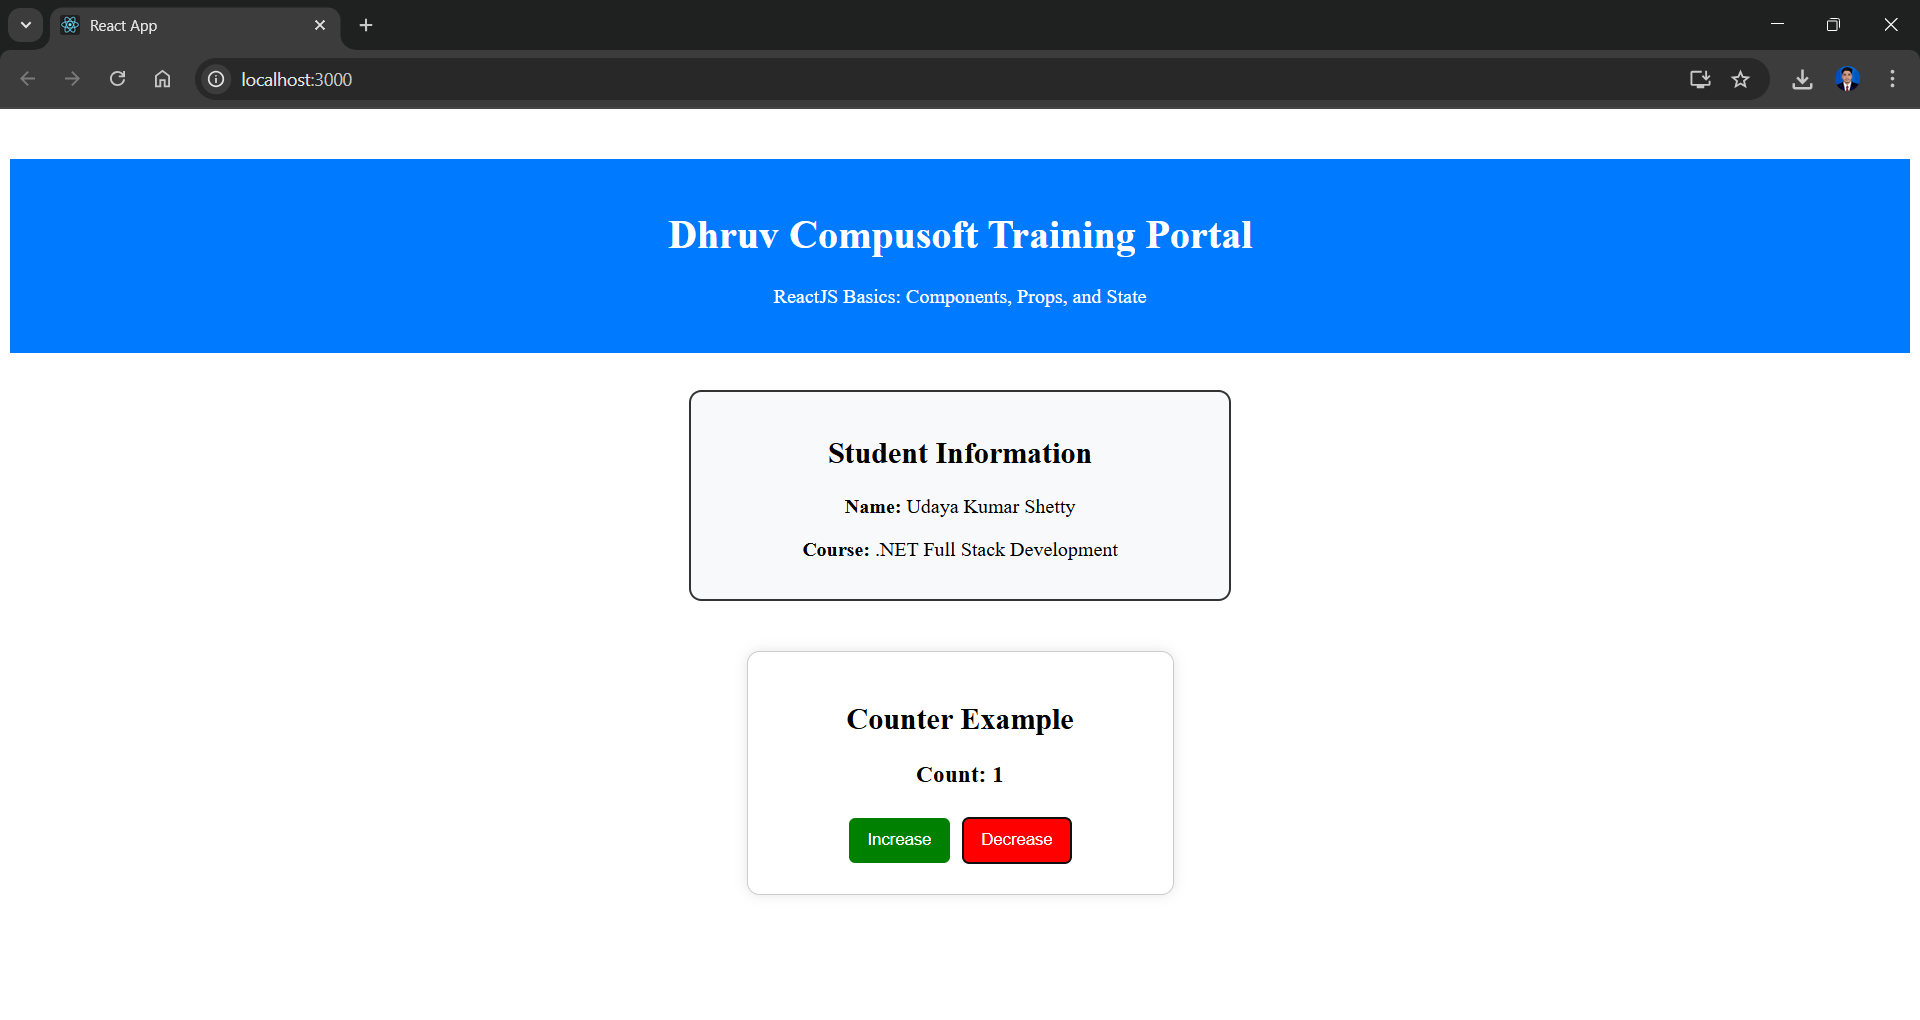 React App
localhost:3000
Dhruv Compusoft Training Portal
ReactJS Basics: Components, Props, and State
Student Information
Name: Udaya Kumar Shetty
Course: .NET Full Stack Development
Counter Example
Count: 1
Increase Decrease